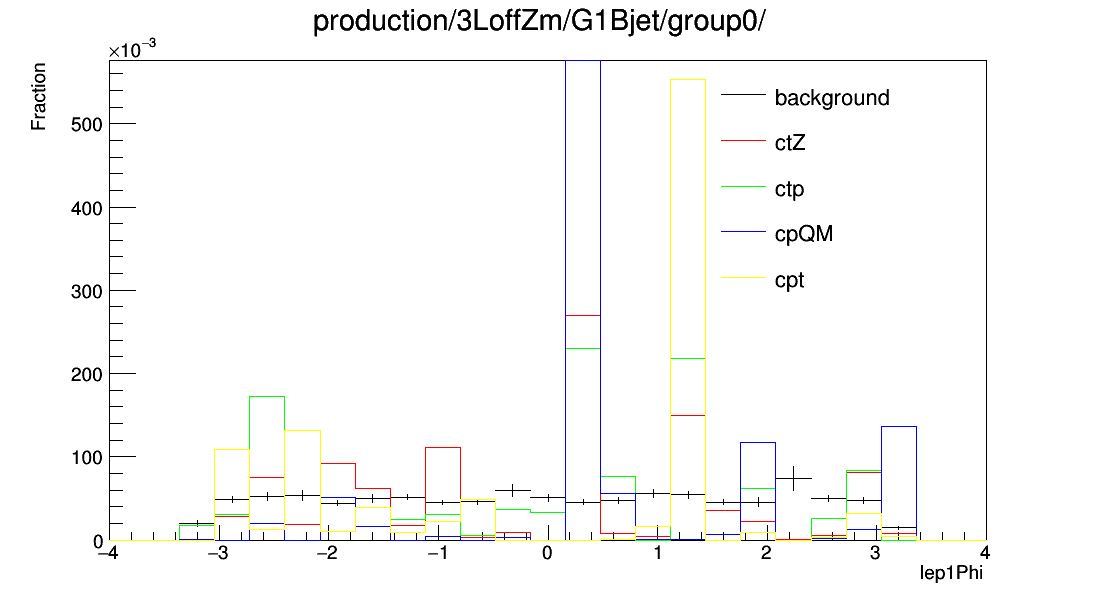 production/3LoffZm/G1Bjet/group0/
×10⁻³
Fraction
500
400
300
200
100
0
background
ctZ
ctp
cpQM
cpt
−4 −3 −2 −1 0 1 2 3 4
lep1Phi